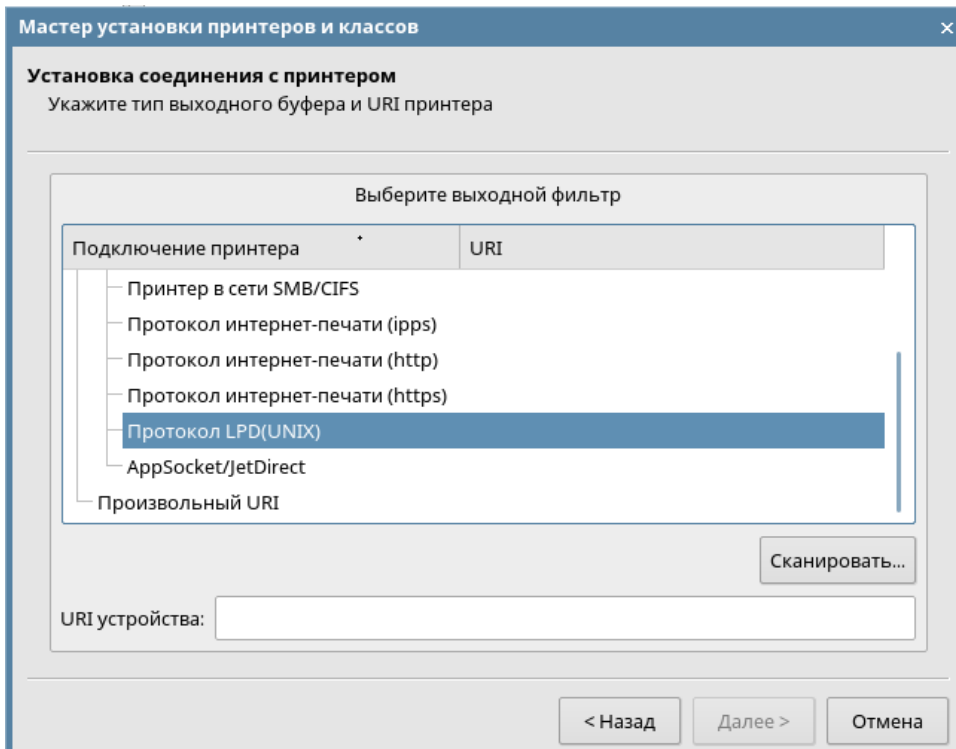 Мастер установки принтеров и классов
Установка соединения с принтером
Укажите тип выходного буфера и URI принтера
Выберите выходной фильтр
Подключение принтера URI
Принтер в сети SMB/CIFS
Протокол интернет-печати (ipps)
Протокол интернет-печати (http)
Протокол интернет-печати (https)
Протокол LPD(UNIX)
AppSocket/JetDirect
Произвольный URI
Сканировать...
URI устройства:
< Назад Далее > Отмена